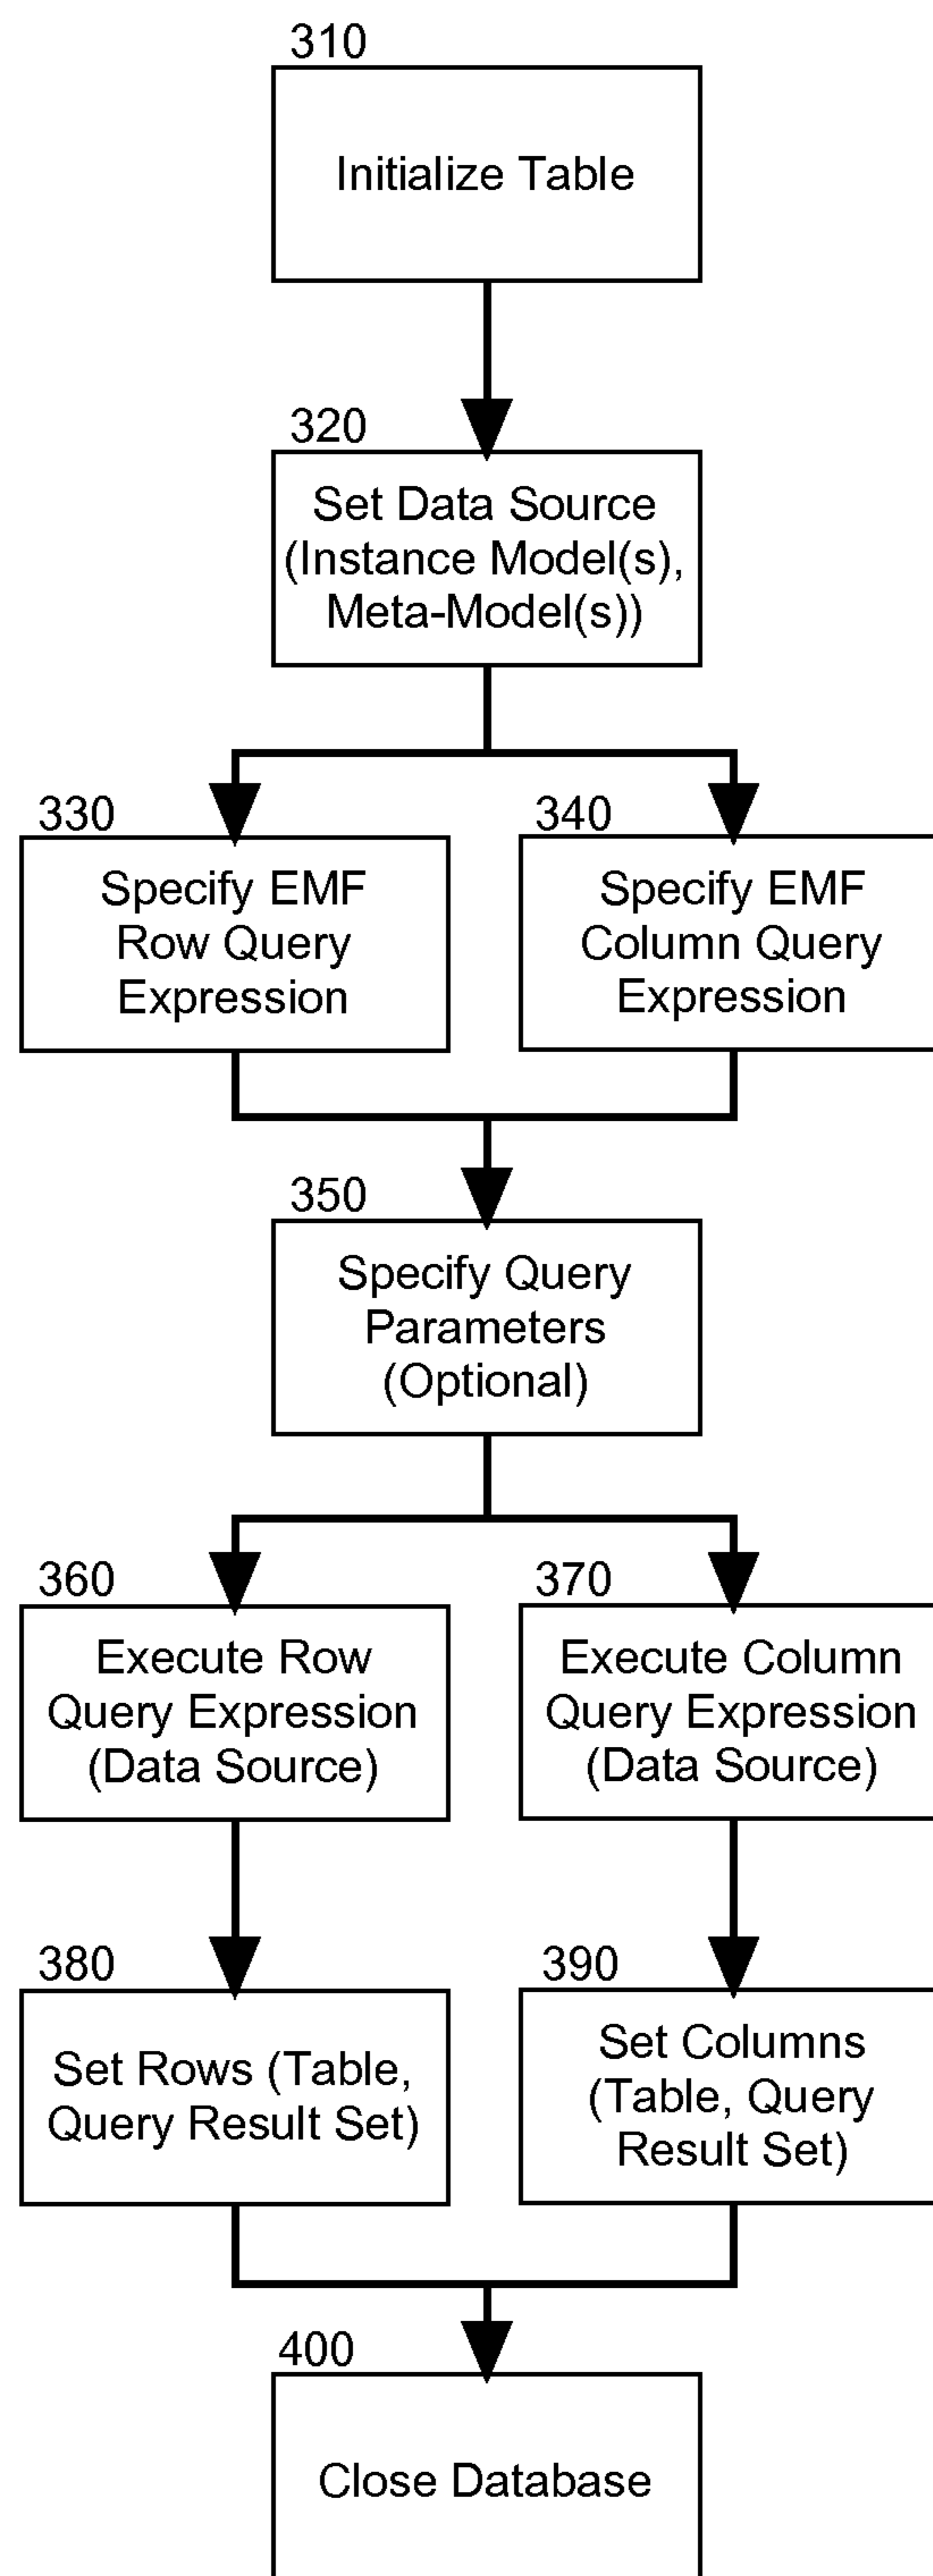 310
Initialize Table
320
Set Data Source
(Instance Model(s),
Meta-Model(s))
330
Specify EMF
Row Query
Expression
340
Specify EMF
Column Query
Expression
350
Specify Query
Parameters
(Optional)
360
Execute Row
Query Expression
(Data Source)
370
Execute Column
Query Expression
(Data Source)
380
Set Rows (Table,
Query Result Set)
390
Set Columns
(Table, Query
Result Set)
400
Close Database